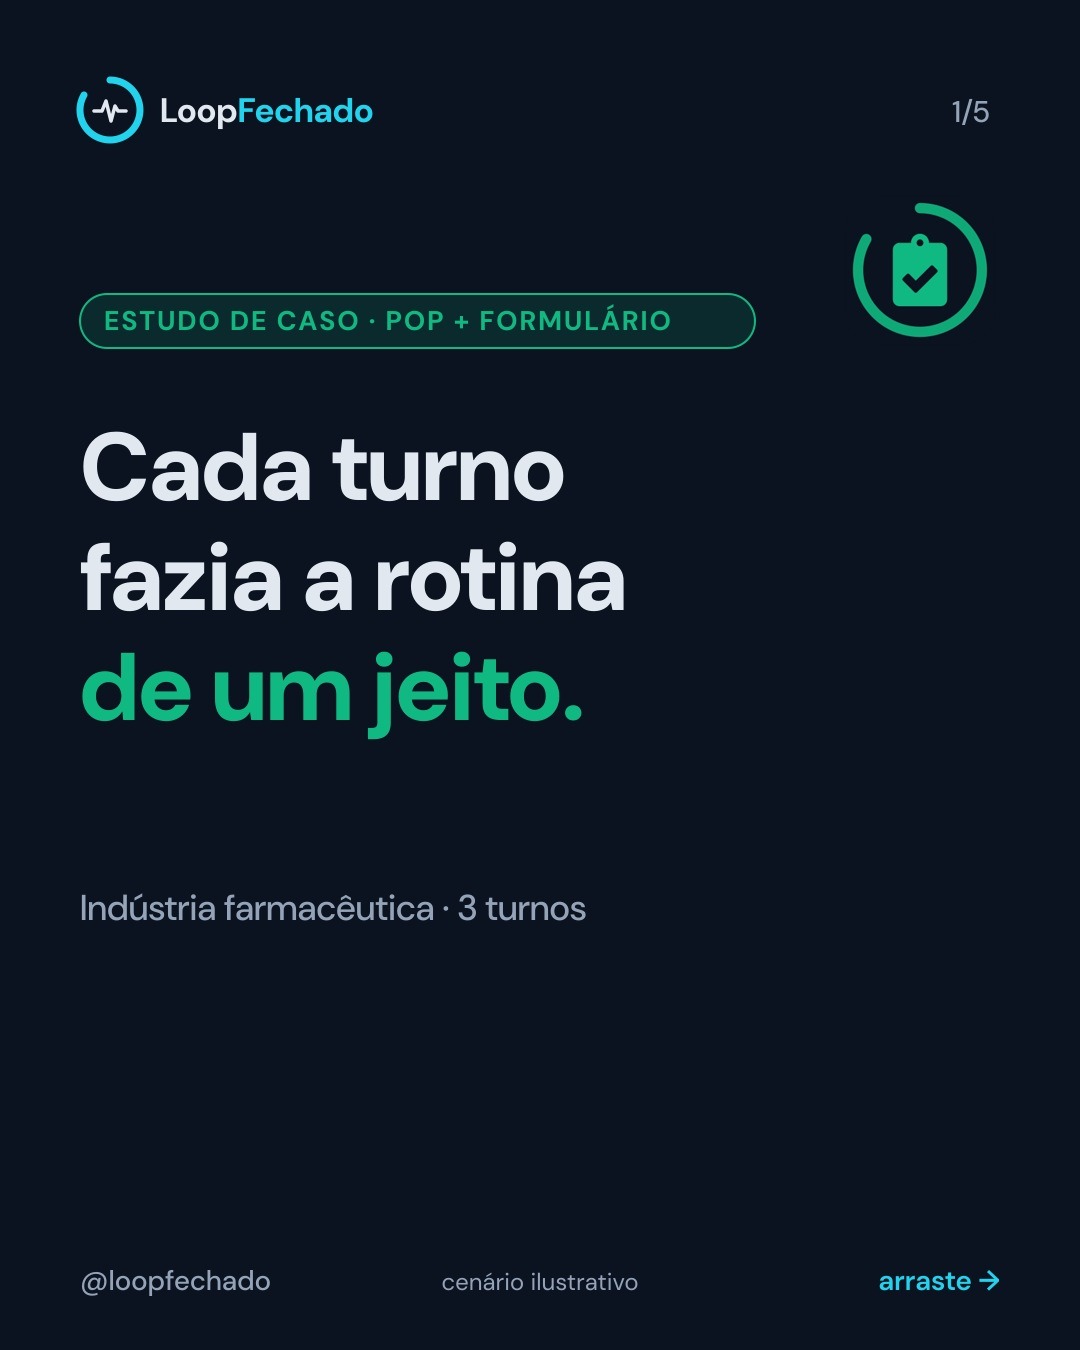 LoopFechado
1/5
ESTUDO DE CASO · POP + FORMULÁRIO
Cada turno
fazia a rotina
de um jeito.
Indústria farmacêutica · 3 turnos
@loopfechado
cenário ilustrativo
arraste →